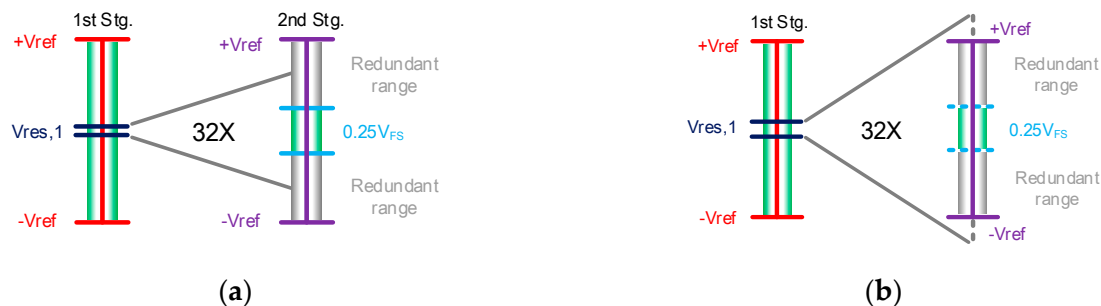 1st Stg.
2nd Stg.
+Vref
+Vref
Redundant
range
Vres,1
32X
0.25VFS
Redundant
range
-Vref
-Vref
(a)
1st Stg.
+Vref
+Vref
Redundant
range
Vres,1
32X
0.25VFS
Redundant
range
-Vref
-Vref
(b)